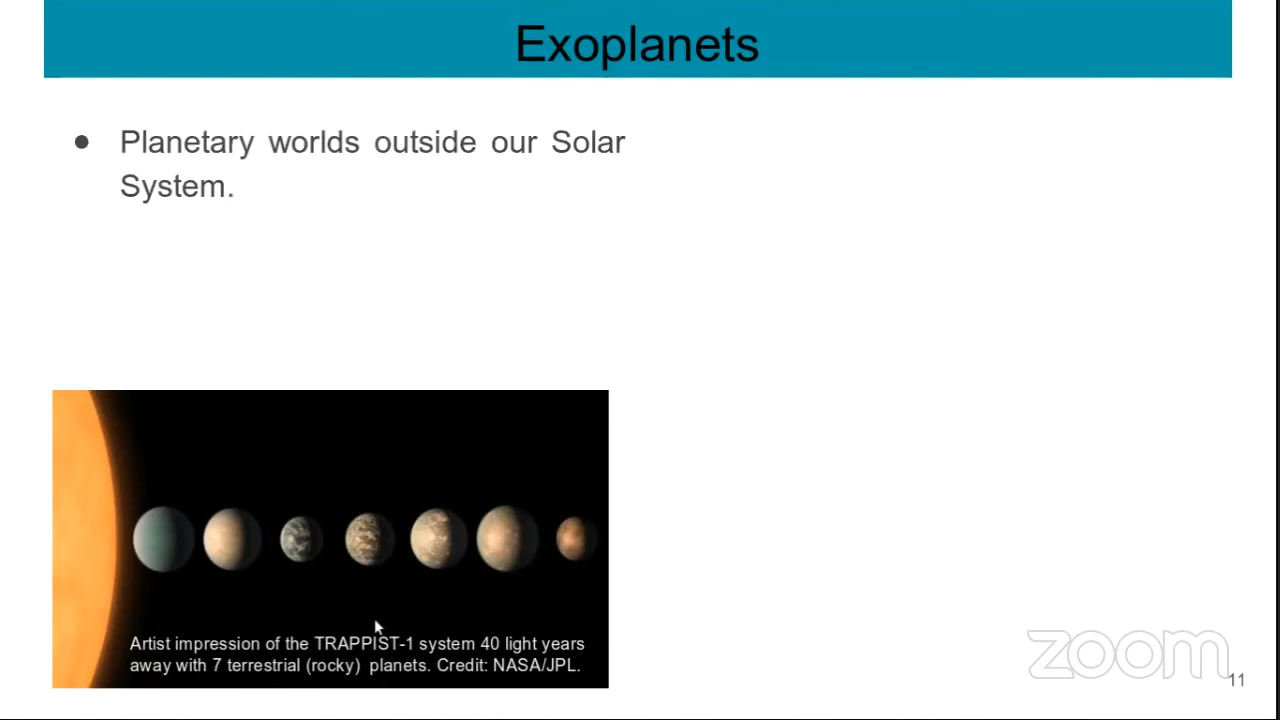 Exoplanets
● Planetary worlds outside our Solar
System.
Artist impression of the TRAPPIST-1 system 40 light years
away with 7 terrestrial (rocky) planets. Credit: NASA/JPL.
zoom
11